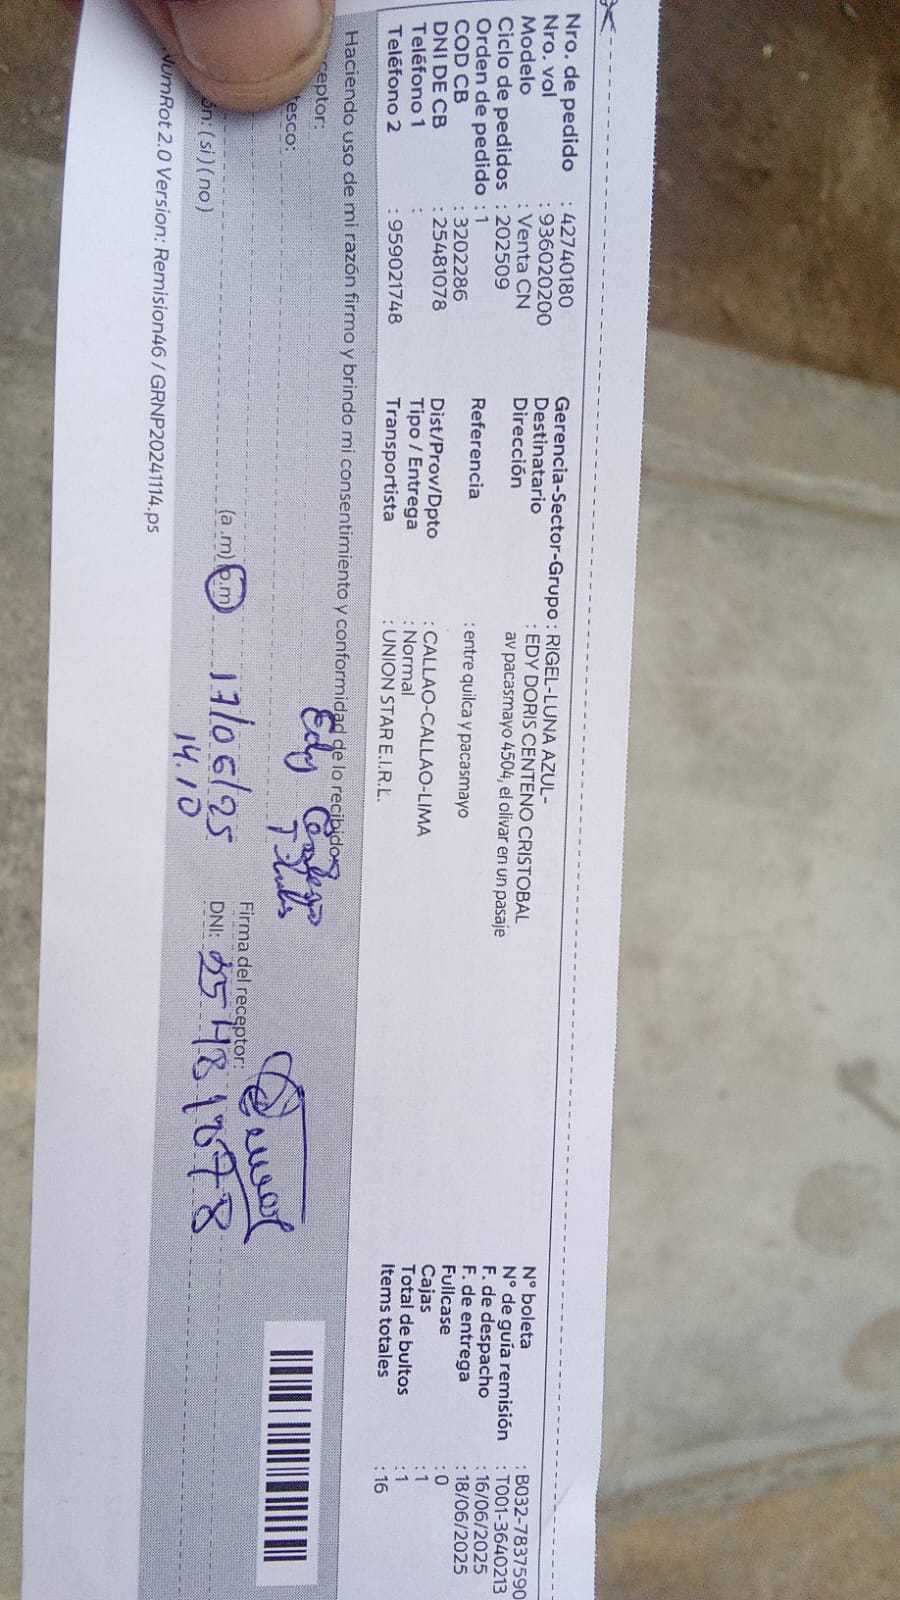 Nro. de pedido : 42740180
Nro. vol : 936020200
Modelo : Venta CN
Ciclo de pedidos : 202509
Orden de pedido : 1
COD CB : 3202286
DNI DE CB : 25481078
Teléfono 1 :
Teléfono 2 : 959021748
Gerencia-Sector-Grupo : RIGEL-LUNA AZUL-
Destinatario : EDY DORIS CENTENO CRISTOBAL
Dirección av pacasmayo 4504, el olivar en un pasaje
Referencia : entre quilca y pacasmayo
Dist/Prov/Dpto : CALLAO-CALLAO-LIMA
Tipo / Entrega : Normal
Transportista : UNION STAR E.I.R.L.
N° boleta : B032-7837590
N° de guía remisión : T001-3640213
F. de despacho : 16/06/2025
F. de entrega : 18/06/2025
Fullcase : 0
Cajas : 1
Total de bultos : 1
Items totales : 16
Haciendo uso de mi razón firmo y brindo mi consentimiento y conformidad de lo recibido
ceptor: Edy
tesco:
ón: ( si ) ( no )
(a .m) (p.m) 17/06/25
14.10
Firma del receptor:
DNI: 25481078
NumRot 2.0 Version: Remision46 / GRNP20241114.ps